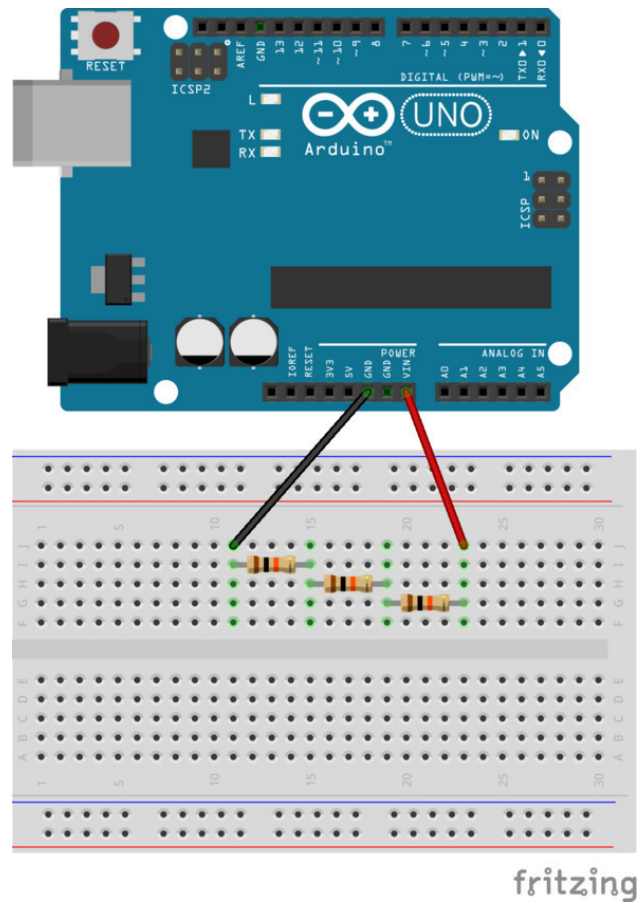 RESET
ICSP2
AREF
GND
13
12
~11
~10
~9
8
7
~6
~5
4
~3
2
TX0▶1
RX0◀0
DIGITAL (PWM=~)
L
TX
RX
UNO
Arduino™
ON
1
ICSP
POWER
ANALOG IN
IOREF
RESET
3V3
5V
GND
GND
VIN
A0
A1
A2
A3
A4
A5
1 5 10 15 20 25 30
J J
I I
H H
G G
F F
E E
D D
C C
B B
A A
1 5 10 15 20 25 30
fritzing